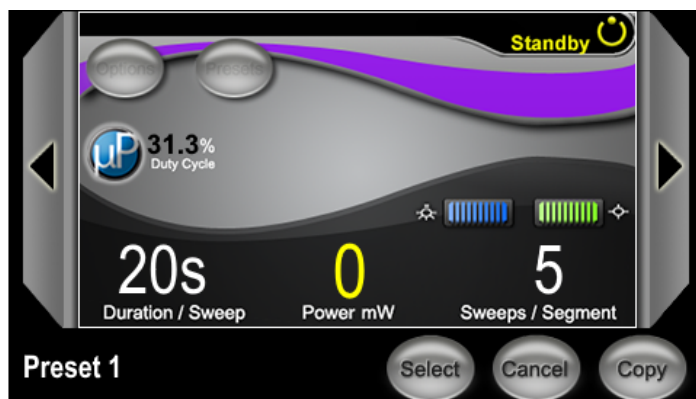 Standby
Options Presets
µP 31.3%
Duty Cycle
20s 0 5
Duration / Sweep Power mW Sweeps / Segment
Preset 1 Select Cancel Copy